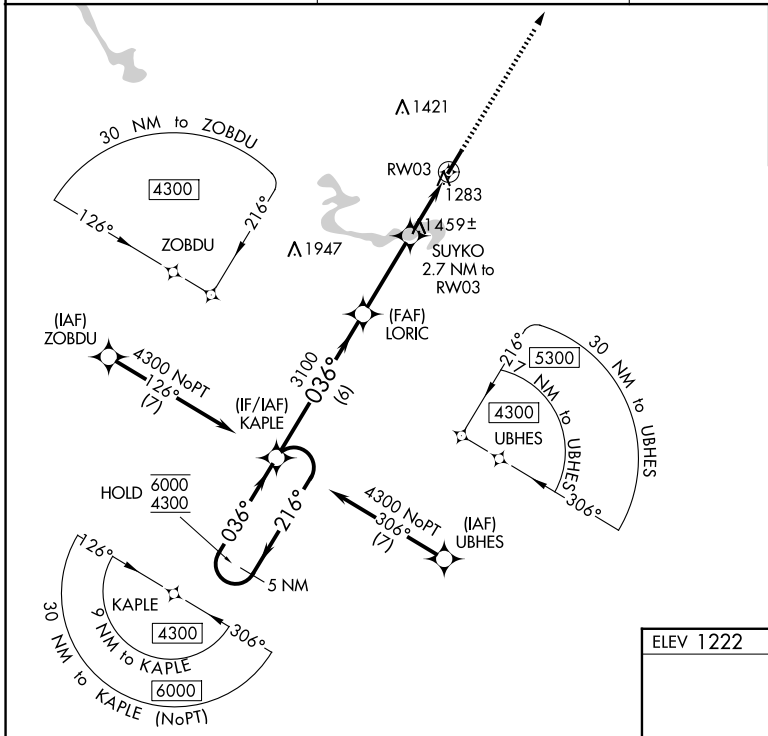 1421
30 NM to ZOBDU
RW03
4300
1283
126°
216°
1459±
ZOBDU
1947
SUYKO
2.7 NM to
RW03
(FAF)
LORIC
(IAF)
ZOBDU
4300 NoPT
126°
(7)
3100
036°
(6)
(IF/IAF)
KAPLE
216°
5300
30 NM to UBHES
7 NM to UBHES
4300
UBHES
306°
HOLD 6000
4300
036°
216°
5 NM
4300 NoPT
306°
(7)
(IAF)
UBHES
126°
KAPLE
306°
4300
9 NM to KAPLE
6000
30 NM to KAPLE (NoPT)
ELEV 1222